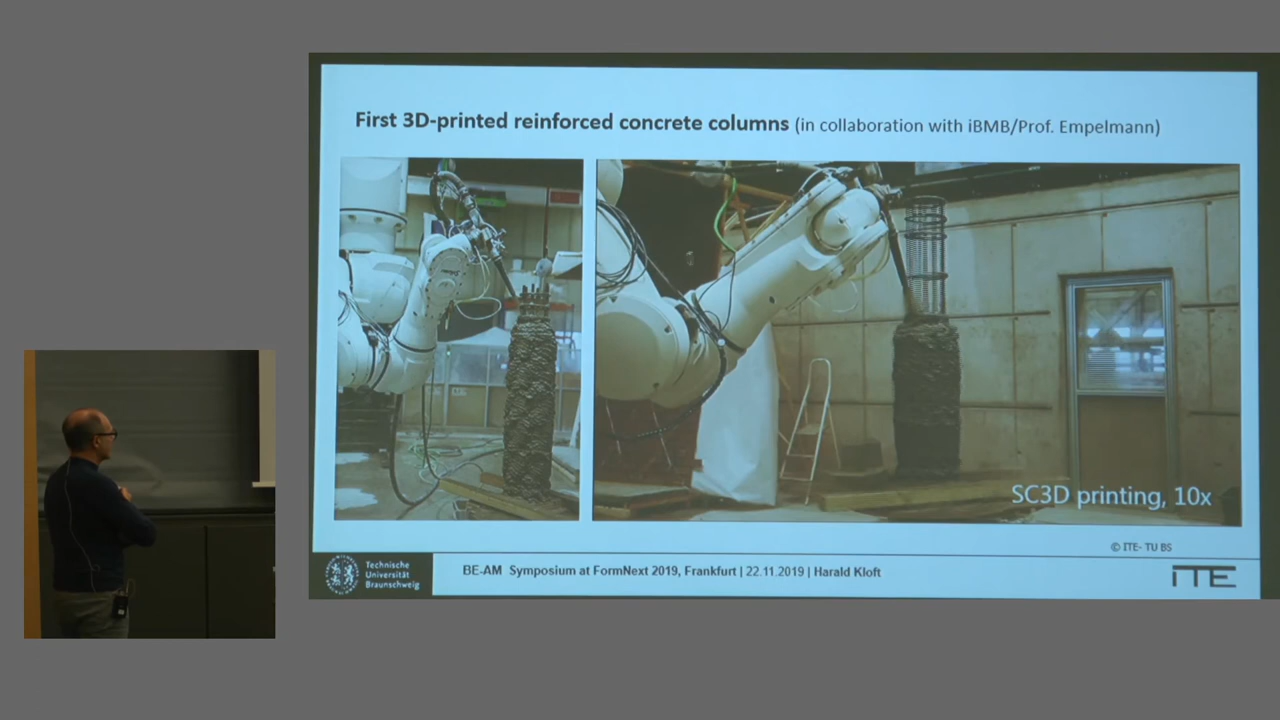 First 3D-printed reinforced concrete columns (in collaboration with iBMB/Prof. Empelmann)
SC3D printing, 10x
© ITE- TU BS
Technische
Universität
Braunschweig
BE-AM Symposium at FormNext 2019, Frankfurt | 22.11.2019 | Harald Kloft
iTE